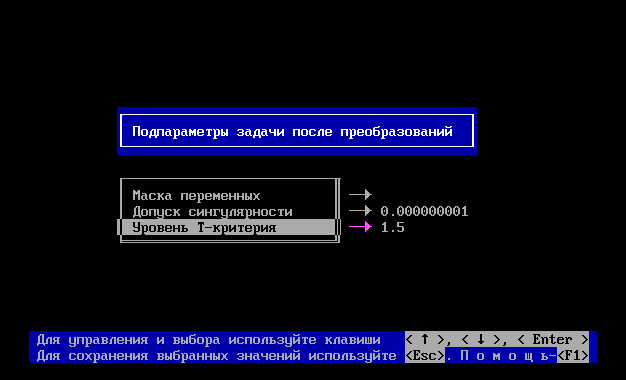 Подпараметры задачи после преобразований
Маска переменных →
Допуск сингулярности → 0.000000001
Уровень Т-критерия → 1.5
Для управления и выбора используйте клавиши < ↑ >, < ↓ >, < Enter >
Для сохранения выбранных значений используйте <Esc>. П о м о щ ь-<F1>